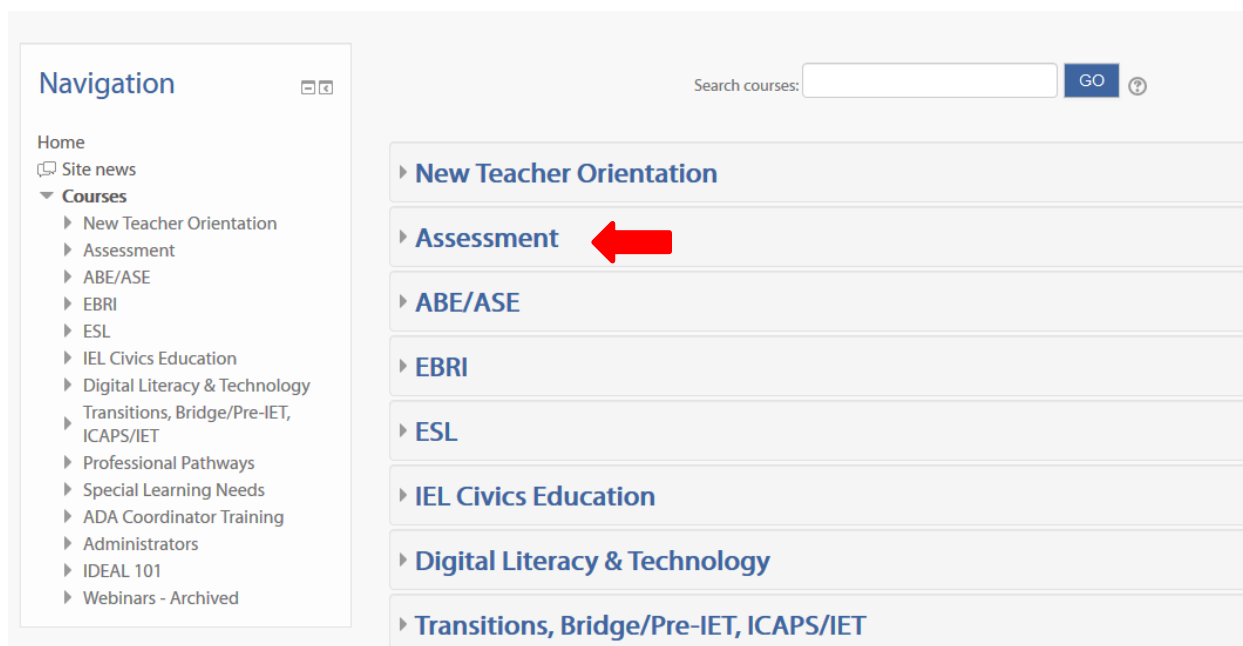 Navigation
Home
Site news
Courses
New Teacher Orientation
Assessment
ABE/ASE
EBRI
ESL
IEL Civics Education
Digital Literacy & Technology
Transitions, Bridge/Pre-IET,
ICAPS/IET
Professional Pathways
Special Learning Needs
ADA Coordinator Training
Administrators
IDEAL 101
Webinars - Archived
Search courses: GO ?
New Teacher Orientation
Assessment
ABE/ASE
EBRI
ESL
IEL Civics Education
Digital Literacy & Technology
Transitions, Bridge/Pre-IET, ICAPS/IET